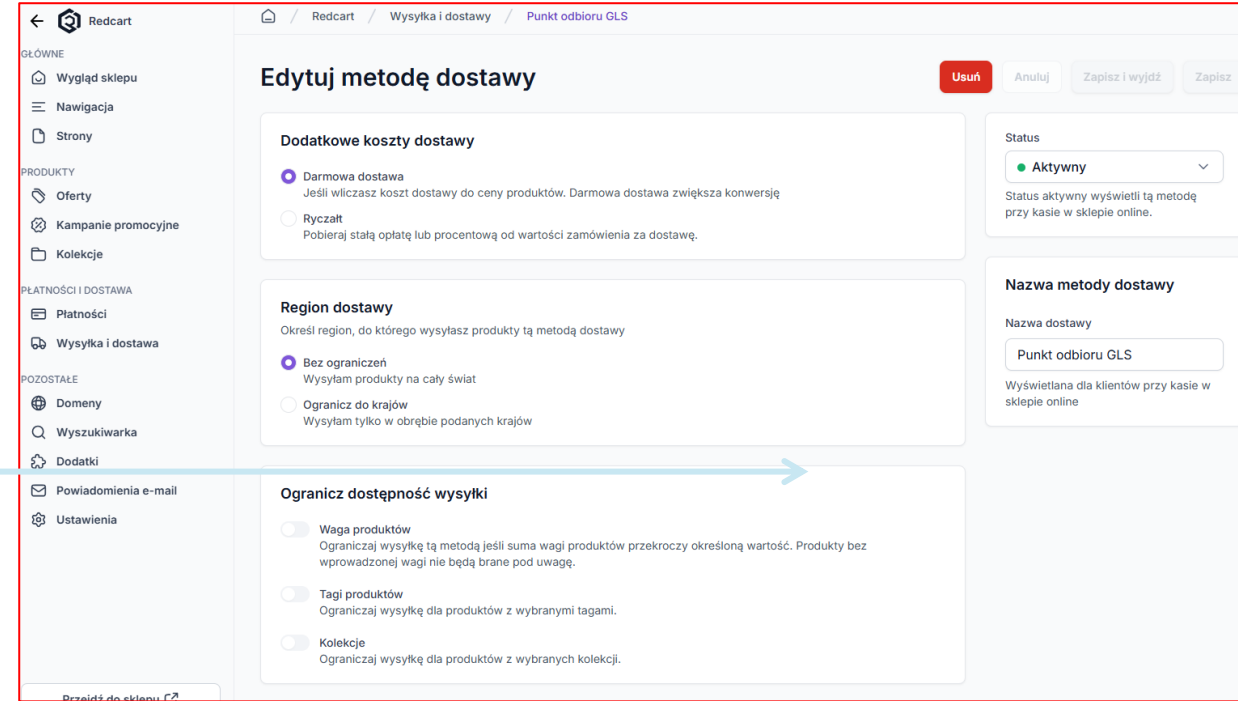 Redcart
GŁÓWNE
Wygląd sklepu
Nawigacja
Strony
PRODUKTY
Oferty
Kampanie promocyjne
Kolekcje
PŁATNOŚCI I DOSTAWA
Płatności
Wysyłka i dostawa
POZOSTAŁE
Domeny
Wyszukiwarka
Dodatki
Powiadomienia e-mail
Ustawienia
Przejdź do sklepu
/ Redcart / Wysyłka i dostawy / Punkt odbioru GLS
Edytuj metodę dostawy
Usuń
Anuluj
Zapisz i wyjdź
Zapisz
Dodatkowe koszty dostawy
Darmowa dostawa
Jeśli wliczasz koszt dostawy do ceny produktów. Darmowa dostawa zwiększa konwersję
Ryczałt
Pobieraj stałą opłatę lub procentową od wartości zamówienia za dostawę.
Region dostawy
Określ region, do którego wysyłasz produkty tą metodą dostawy
Bez ograniczeń
Wysyłam produkty na cały świat
Ogranicz do krajów
Wysyłam tylko w obrębie podanych krajów
Ogranicz dostępność wysyłki
Waga produktów
Ograniczaj wysyłkę tą metodą jeśli suma wagi produktów przekroczy określoną wartość. Produkty bez
wprowadzonej wagi nie będą brane pod uwagę.
Tagi produktów
Ograniczaj wysyłkę dla produktów z wybranymi tagami.
Kolekcje
Ograniczaj wysyłkę dla produktów z wybranych kolekcji.
Status
Aktywny
Status aktywny wyświetli tą metodę
przy kasie w sklepie online.
Nazwa metody dostawy
Nazwa dostawy
Punkt odbioru GLS
Wyświetlana dla klientów przy kasie w
sklepie online